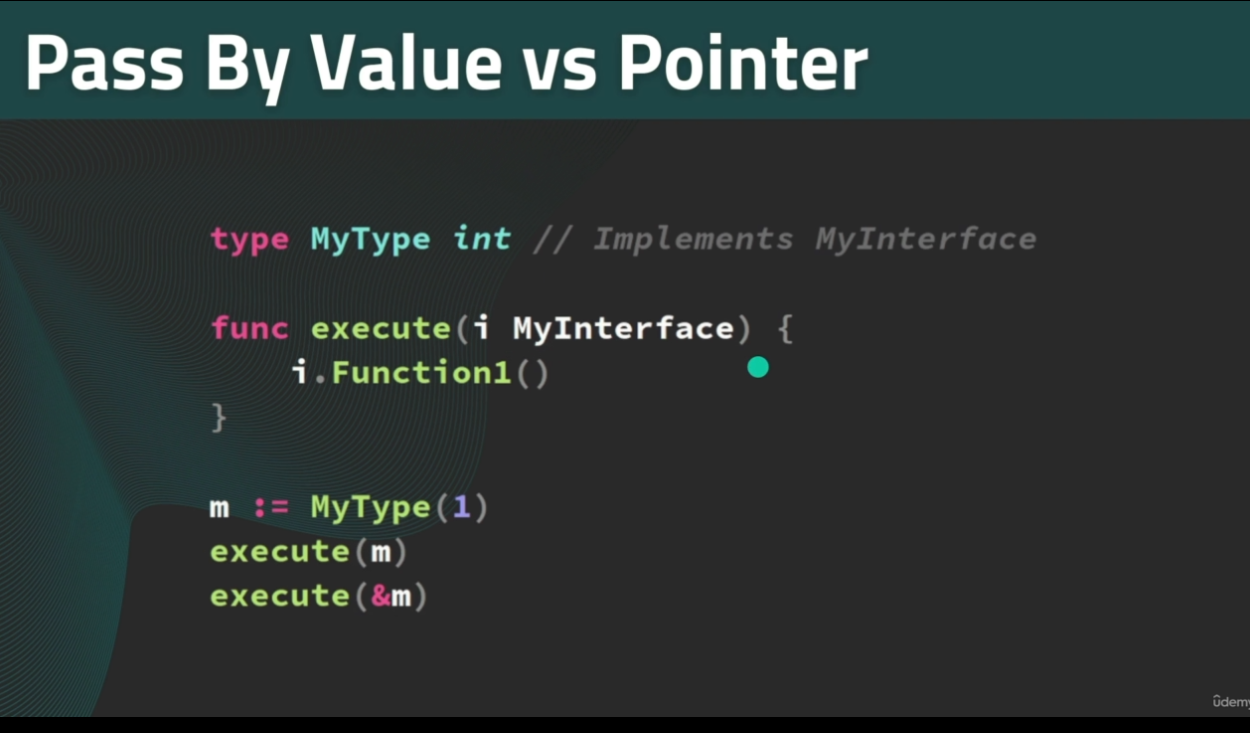 Pass By Value vs Pointer
type MyType int // Implements MyInterface
func execute(i MyInterface) {
    i.Function1()
}
m := MyType(1)
execute(m)
execute(&m)
ûdemy